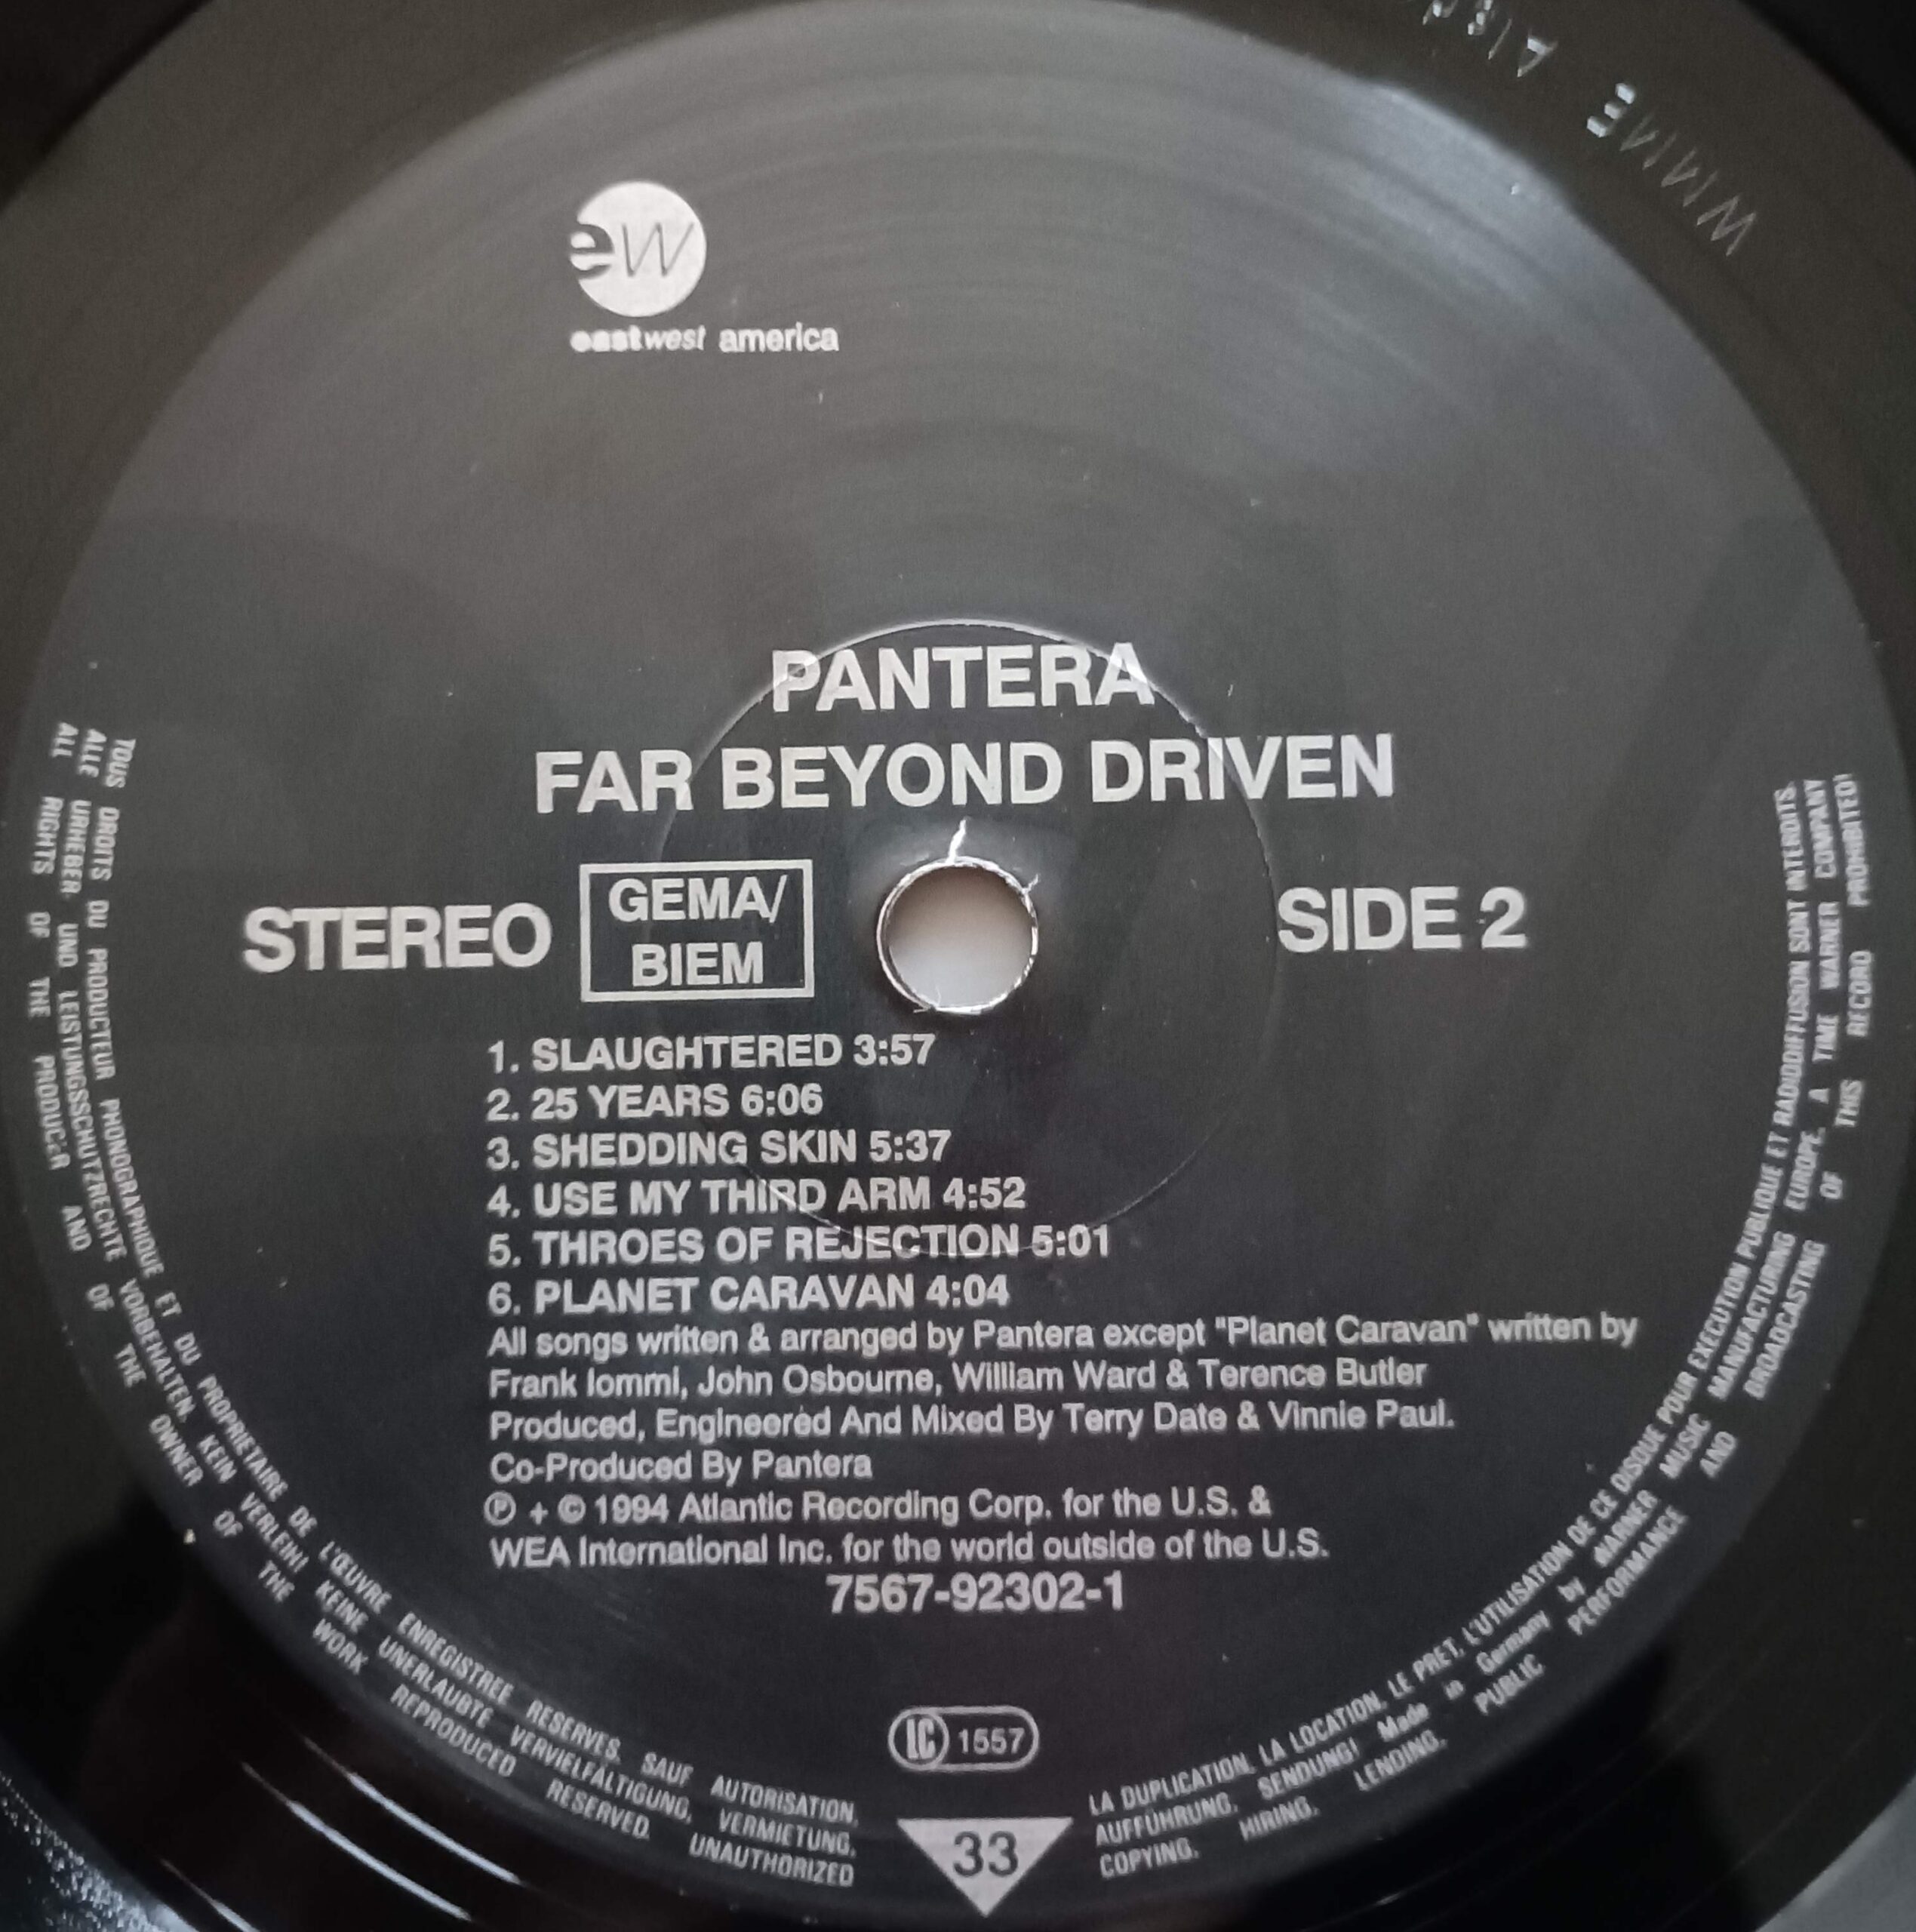 WMME Alsd
ew
eastwest america
PANTERA
FAR BEYOND DRIVEN
STEREO
GEMA/
BIEM
SIDE 2
1. SLAUGHTERED 3:57
2. 25 YEARS 6:06
3. SHEDDING SKIN 5:37
4. USE MY THIRD ARM 4:52
5. THROES OF REJECTION 5:01
6. PLANET CARAVAN 4:04
All songs written & arranged by Pantera except "Planet Caravan" written by
Frank Iommi, John Osbourne, William Ward & Terence Butler
Produced, Engineered And Mixed By Terry Date & Vinnie Paul.
Co-Produced By Pantera
℗ + © 1994 Atlantic Recording Corp. for the U.S. &
WEA International Inc. for the world outside of the U.S.
7567-92302-1
LC 1557
33
TOUS DROITS DU PRODUCTEUR PHONOGRAPHIQUE ET DU PROPRIETAIRE DE L'ŒUVRE ENREGISTREE RESERVES. SAUF AUTORISATION, LA DUPLICATION, LA LOCATION, LE PRET, L'UTILISATION DE CE DISQUE POUR EXECUTION PUBLIQUE ET RADIODIFFUSION SONT INTERDITS.
ALLE URHEBER- UND LEISTUNGSSCHUTZRECHTE VORBEHALTEN. KEIN VERLEIH! KEINE UNERLAUBTE VERVIELFÄLTIGUNG, VERMIETUNG, AUFFÜHRUNG, SENDUNG! Made in Germany by WARNER MUSIC MANUFACTURING EUROPE. A TIME WARNER COMPANY
ALL RIGHTS OF THE PRODUCER AND OF THE OWNER OF THE WORK REPRODUCED RESERVED. UNAUTHORIZED COPYING, HIRING, LENDING, PUBLIC PERFORMANCE AND BROADCASTING OF THIS RECORD PROHIBITED!